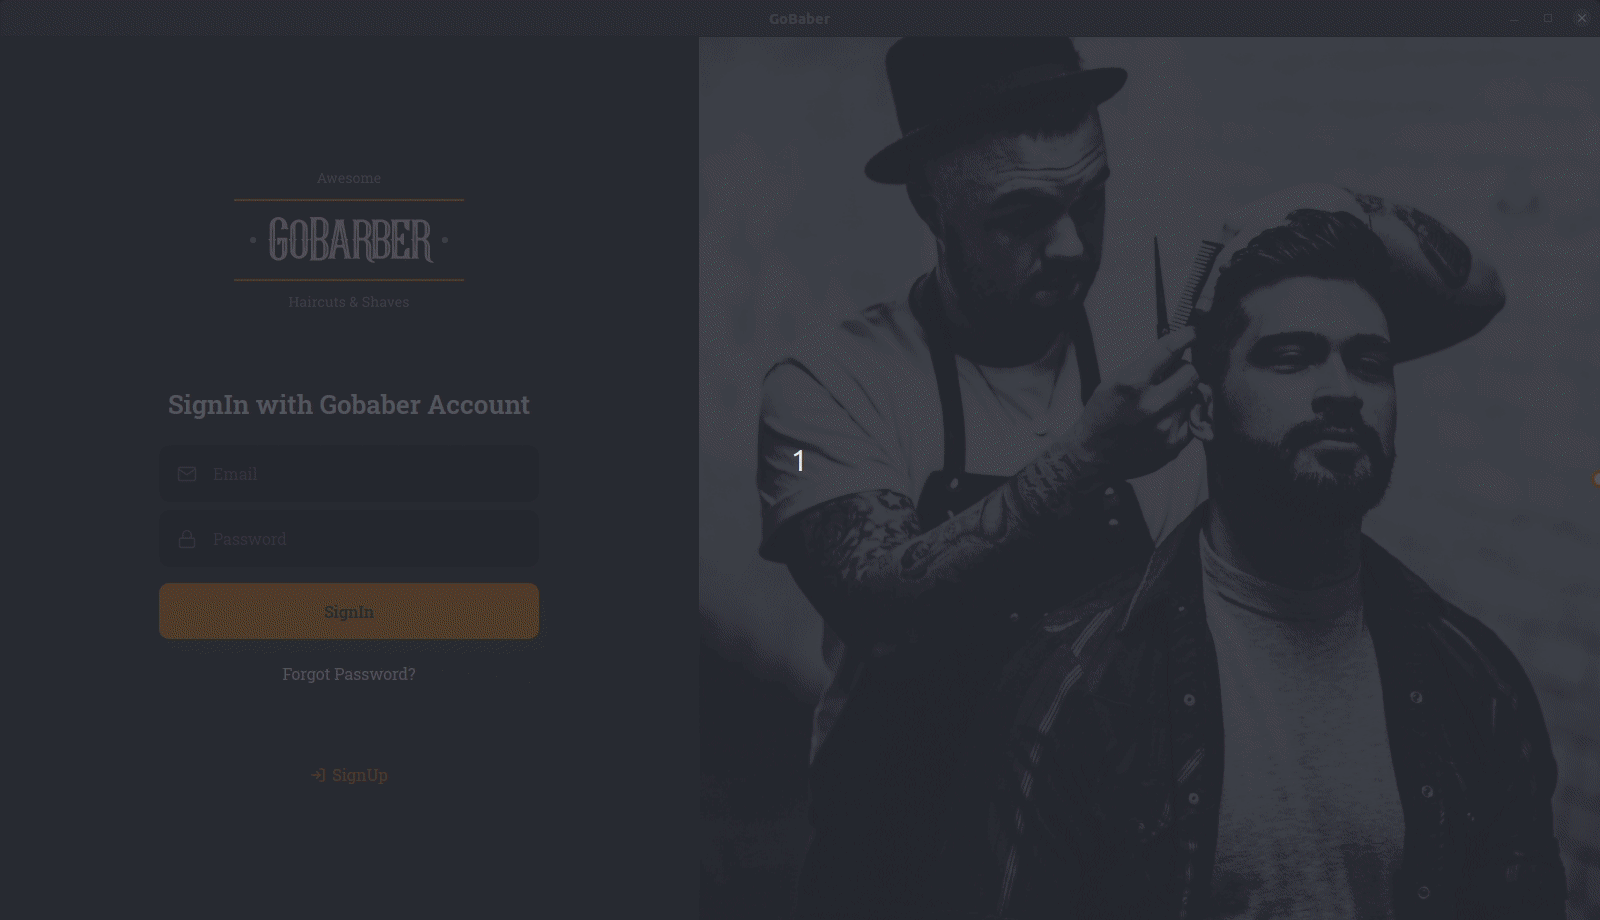 GoBaber
Awesome
GOBARBER
Haircuts & Shaves
SignIn with Gobaber Account
Email
Password
SignIn
Forgot Password?
SignUp
1